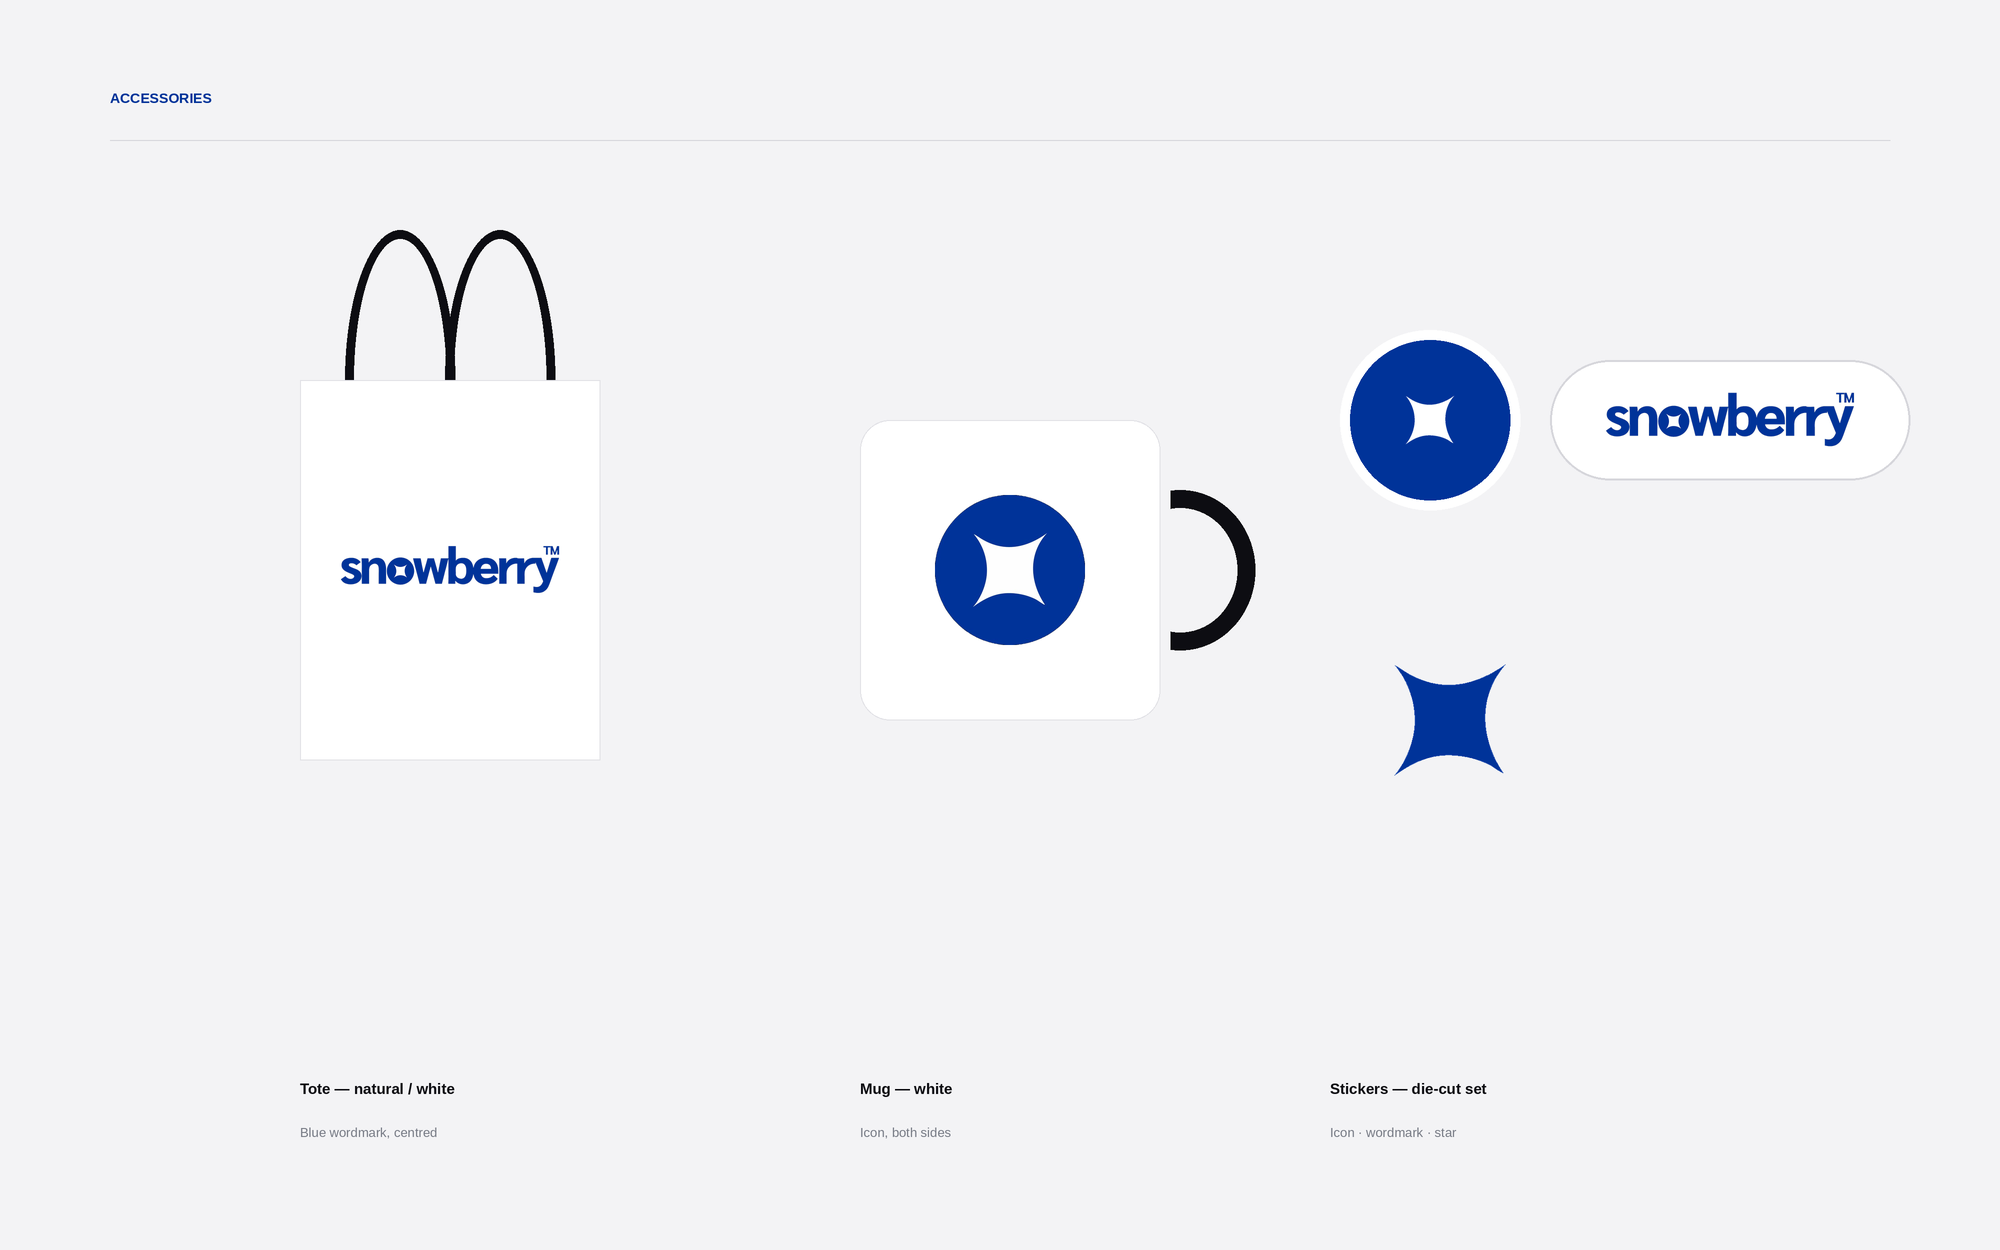 ACCESSORIES
snowberry™
snowberry™
Tote — natural / white
Mug — white
Stickers — die-cut set
Blue wordmark, centred
Icon, both sides
Icon · wordmark · star